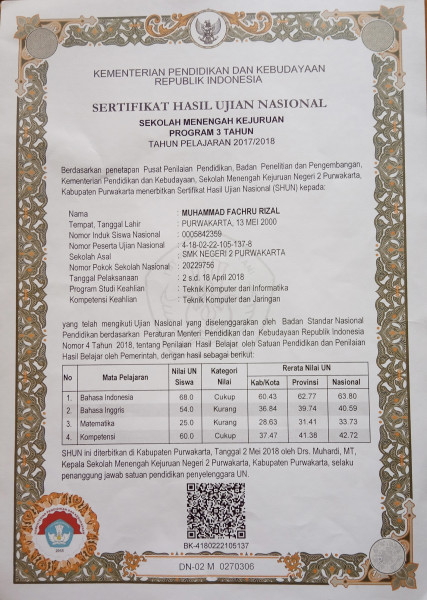 KEMENTERIAN PENDIDIKAN DAN KEBUDAYAAN
REPUBLIK INDONESIA
SERTIFIKAT HASIL UJIAN NASIONAL
SEKOLAH MENENGAH KEJURUAN
PROGRAM 3 TAHUN
TAHUN PELAJARAN 2017/2018
Berdasarkan penetapan Pusat Penilaian Pendidikan, Badan Penelitian dan Pengembangan,
Kementerian Pendidikan dan Kebudayaan, Sekolah Menengah Kejuruan Negeri 2 Purwakarta,
Kabupaten Purwakarta menerbitkan Sertifikat Hasil Ujian Nasional (SHUN) kepada:
Nama : MUHAMMAD FACHRU RIZAL
Tempat, Tanggal Lahir : PURWAKARTA, 13 MEI 2000
Nomor Induk Siswa Nasional : 0005842359
Nomor Peserta Ujian Nasional : 4-18-02-22-105-137-8
Sekolah Asal : SMK NEGERI 2 PURWAKARTA
Nomor Pokok Sekolah Nasional : 20229756
Tanggal Pelaksanaan : 2 s.d. 18 April 2018
Program Studi Keahlian : Teknik Komputer dan Informatika
Kompetensi Keahlian : Teknik Komputer dan Jaringan
yang telah mengikuti Ujian Nasional yang diselenggarakan oleh Badan Standar Nasional
Pendidikan berdasarkan Peraturan Menteri Pendidikan dan Kebudayaan Republik Indonesia
Nomor 4 Tahun 2018, tentang Penilaian Hasil Belajar oleh Satuan Pendidikan dan Penilaian
Hasil Belajar oleh Pemerintah, dengan hasil sebagai berikut:
No Mata Pelajaran Nilai UN Siswa Kategori Nilai Rerata Nilai UN
Kab/Kota Provinsi Nasional
1. Bahasa Indonesia 68.0 Cukup 60.43 62.77 63.80
2. Bahasa Inggris 54.0 Kurang 36.84 39.74 40.59
3. Matematika 25.0 Kurang 28.63 31.41 33.73
4. Kompetensi 60.0 Cukup 37.47 41.38 42.72
SHUN ini diterbitkan di Kabupaten Purwakarta, Tanggal 2 Mei 2018 oleh Drs. Muhardi, MT,
Kepala Sekolah Menengah Kejuruan Negeri 2 Purwakarta, Kabupaten Purwakarta, selaku
penanggung jawab satuan pendidikan penyelenggara UN.
BK-4180222105137
DN-02 M 0270306